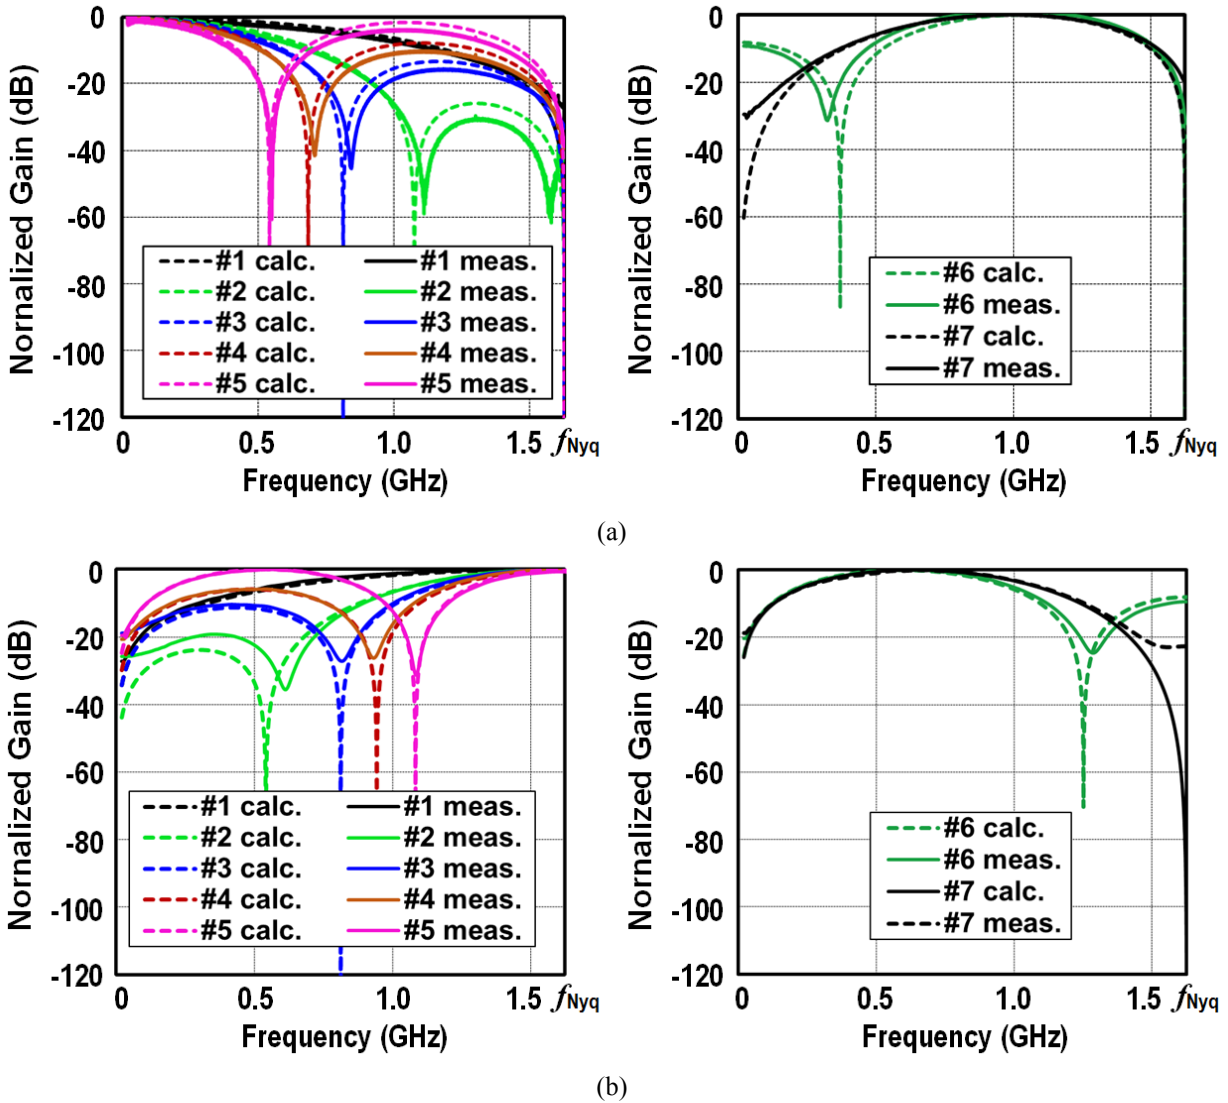 Nornalized Gain (dB)
0
-20
-40
-60
-80
-100
-120
#1 calc. #1 meas.
#2 calc. #2 meas.
#3 calc. #3 meas.
#4 calc. #4 meas.
#5 calc. #5 meas.
0 0.5 1.0 1.5 fNyq
Frequency (GHz)
Nornalized Gain (dB)
0
-20
-40
-60
-80
-100
-120
#6 calc.
#6 meas.
#7 calc.
#7 meas.
0 0.5 1.0 1.5 fNyq
Frequency (GHz)
(a)
Nornalized Gain (dB)
0
-20
-40
-60
-80
-100
-120
#1 calc. #1 meas.
#2 calc. #2 meas.
#3 calc. #3 meas.
#4 calc. #4 meas.
#5 calc. #5 meas.
0 0.5 1.0 1.5 fNyq
Frequency (GHz)
Nornalized Gain (dB)
0
-20
-40
-60
-80
-100
-120
#6 calc.
#6 meas.
#7 calc.
#7 meas.
0 0.5 1.0 1.5 fNyq
Frequency (GHz)
(b)